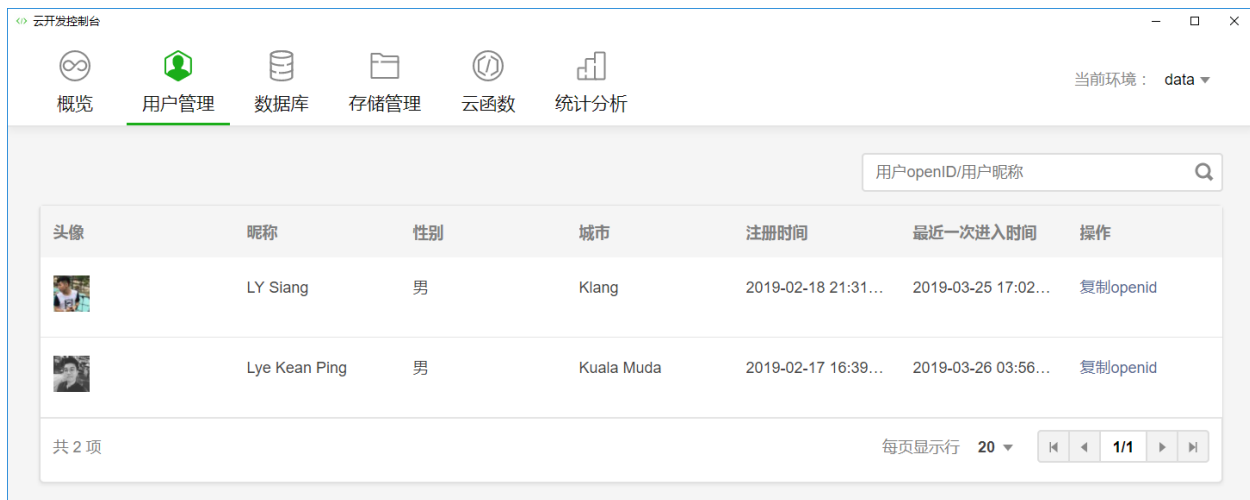 云开发控制台
概览 用户管理 数据库 存储管理 云函数 统计分析
当前环境： data
用户openID/用户昵称
头像 昵称 性别 城市 注册时间 最近一次进入时间 操作
LY Siang 男 Klang 2019-02-18 21:31... 2019-03-25 17:02... 复制openid
Lye Kean Ping 男 Kuala Muda 2019-02-17 16:39... 2019-03-26 03:56... 复制openid
共 2 项 每页显示行 20 1/1